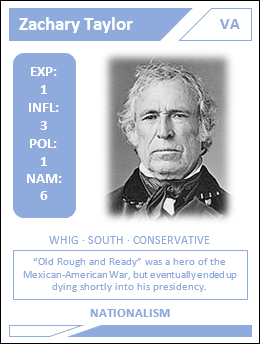 Zachary Taylor VA
EXP:
1
INFL:
3
POL:
1
NAM:
6
WHIG · SOUTH · CONSERVATIVE
“Old Rough and Ready” was a hero of the
Mexican-American War, but eventually ended up
dying shortly into his presidency.
NATIONALISM